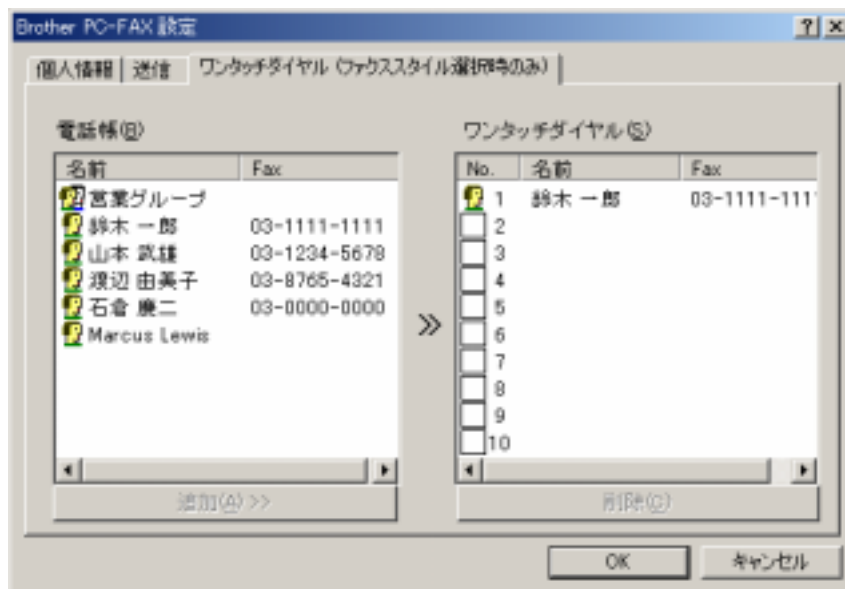 Brother PC-FAX 設定
個人情報 送信 ワンタッチダイヤル (ファクススタイル選択時のみ)
電話帳(B)
名前 Fax
営業グループ
鈴木 一郎 03-1111-1111
山本 武雄 03-1234-5678
渡辺 由美子 03-8765-4321
石倉 慶二 03-0000-0000
Marcus Lewis
追加(A) >>
ワンタッチダイヤル(S)
No. 名前 Fax
1 鈴木 一郎 03-1111-111
2
3
4
5
6
7
8
9
10
削除(C)
OK キャンセル